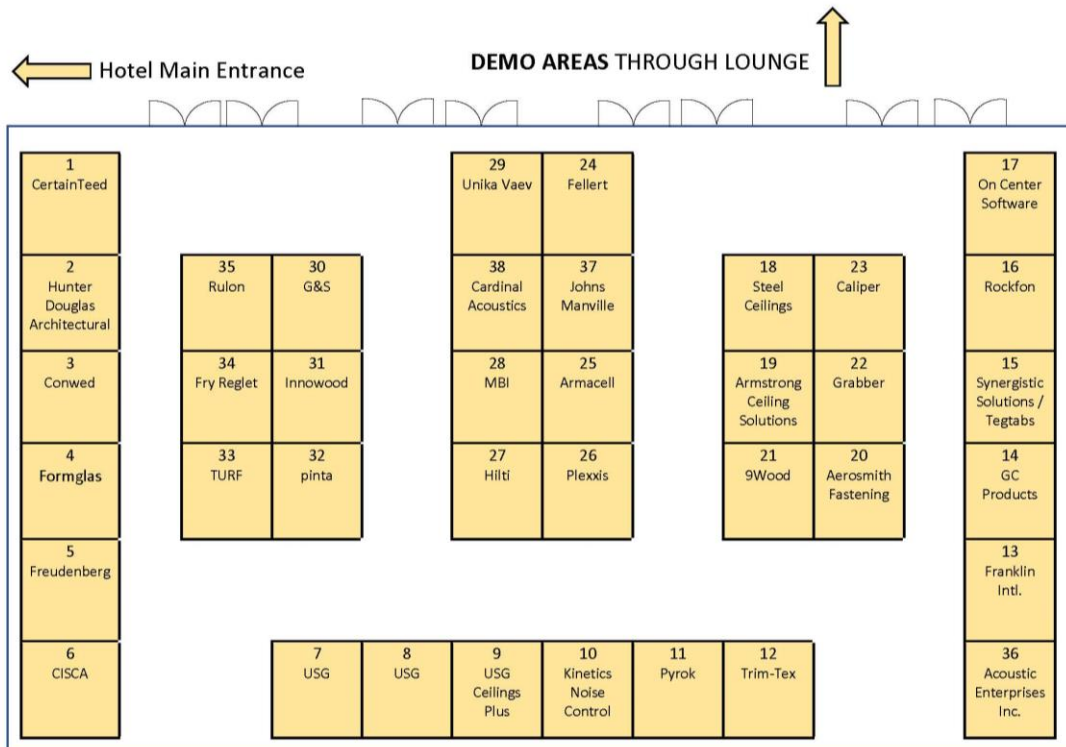 Hotel Main Entrance
DEMO AREAS THROUGH LOUNGE
1
CertainTeed
2
Hunter
Douglas
Architectural
3
Conwed
4
Formglas
5
Freudenberg
6
CISCA
35
Rulon
30
G&S
34
Fry Reglet
31
Innowood
33
TURF
32
pinta
29
Unika Vaev
24
Fellert
38
Cardinal
Acoustics
37
Johns
Manville
28
MBI
25
Armacell
27
Hilti
26
Plexxis
18
Steel
Ceilings
23
Caliper
19
Armstrong
Ceiling
Solutions
22
Grabber
21
9Wood
20
Aerosmith
Fastening
17
On Center
Software
16
Rockfon
15
Synergistic
Solutions /
Tegtabs
14
GC
Products
13
Franklin
Intl.
36
Acoustic
Enterprises
Inc.
7
USG
8
USG
9
USG
Ceilings
Plus
10
Kinetics
Noise
Control
11
Pyrok
12
Trim-Tex